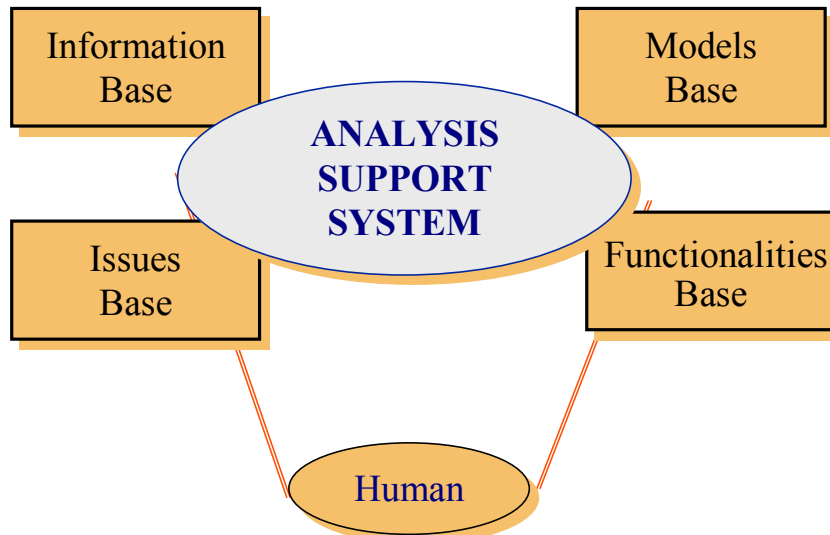 Information
Base
Models
Base
ANALYSIS
SUPPORT
SYSTEM
Issues
Base
Functionalities
Base
Human